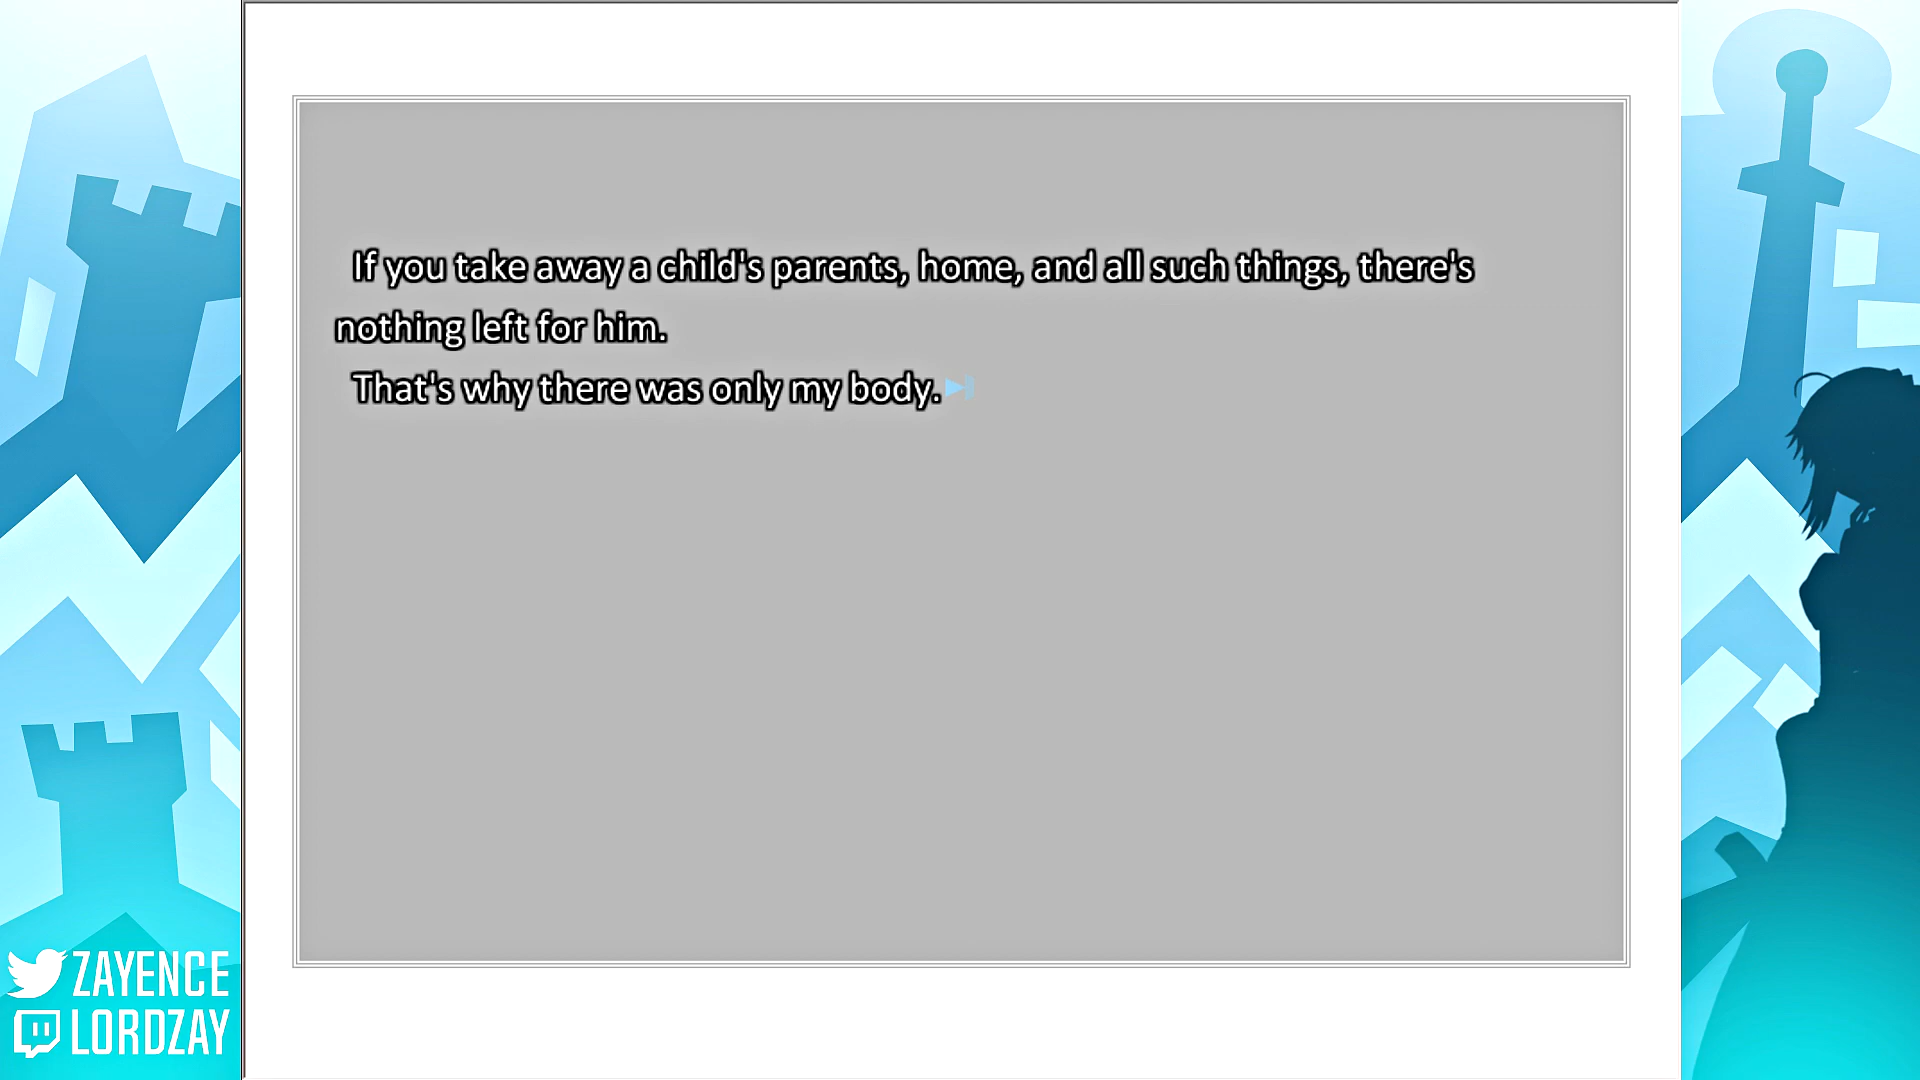 If you take away a child's parents, home, and all such things, there's
nothing left for him.
That's why there was only my body.
ZAYENCE
LORDZAY